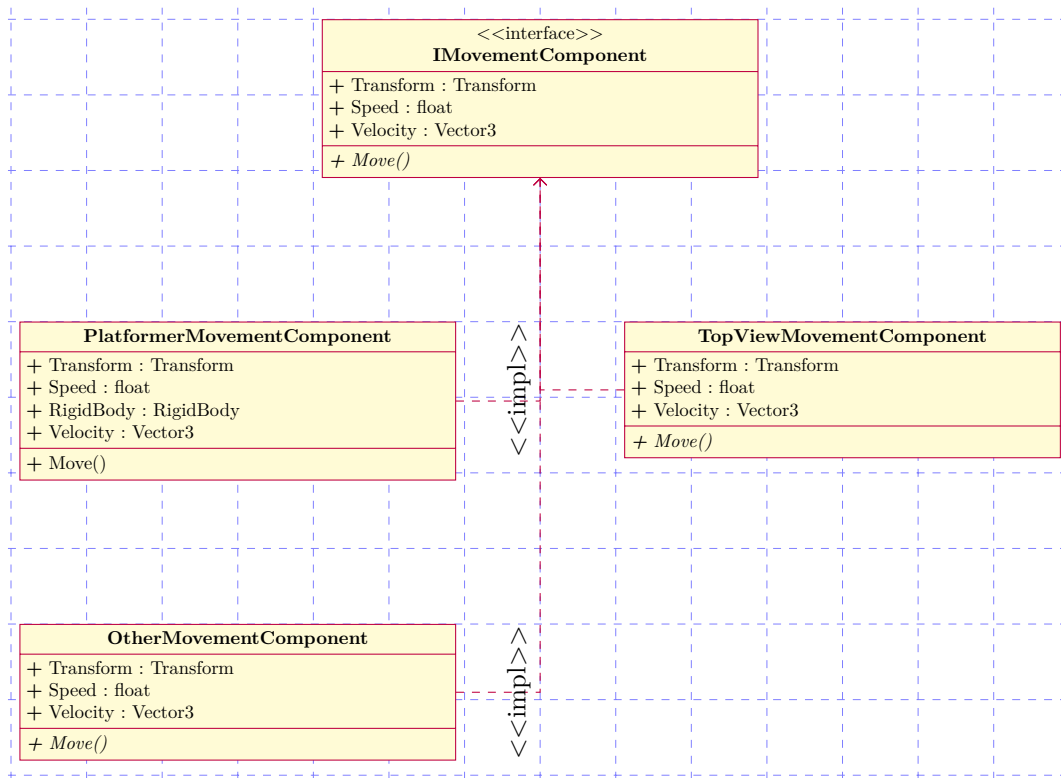 <<interface>>
IMovementComponent
+ Transform : Transform
+ Speed : float
+ Velocity : Vector3
+ Move()
PlatformerMovementComponent
+ Transform : Transform
+ Speed : float
+ RigidBody : RigidBody
+ Velocity : Vector3
+ Move()
<<impl>>
TopViewMovementComponent
+ Transform : Transform
+ Speed : float
+ Velocity : Vector3
+ Move()
OtherMovementComponent
+ Transform : Transform
+ Speed : float
+ Velocity : Vector3
+ Move()
<<impl>>